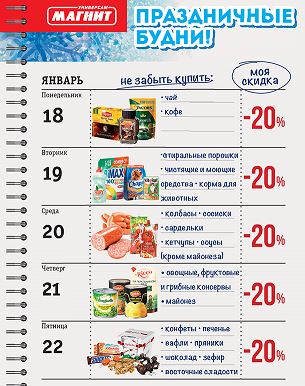 УНИВЕРСАМ
МАГНИТ
ПРАЗДНИЧНЫЕ
БУДНИ!
ЯНВАРЬ
не забыть купить:
моя
скидка
Понедельник
18
• чай
• кофе
-20%
Вторник
19
• стиральные порошки
• чистящие и моющие
средства • корма для
животных
-20%
Среда
20
• колбасы • сосиски
• сардельки
• кетчупы • соусы
(кроме майонеза)
-20%
Четверг
21
• овощные, фруктовые
и грибные консервы
• майонез
-20%
Пятница
22
• конфеты • печенье
• вафли • пряники
• шоколад • зефир
• восточные сладости
-20%
JACOBS
MAX